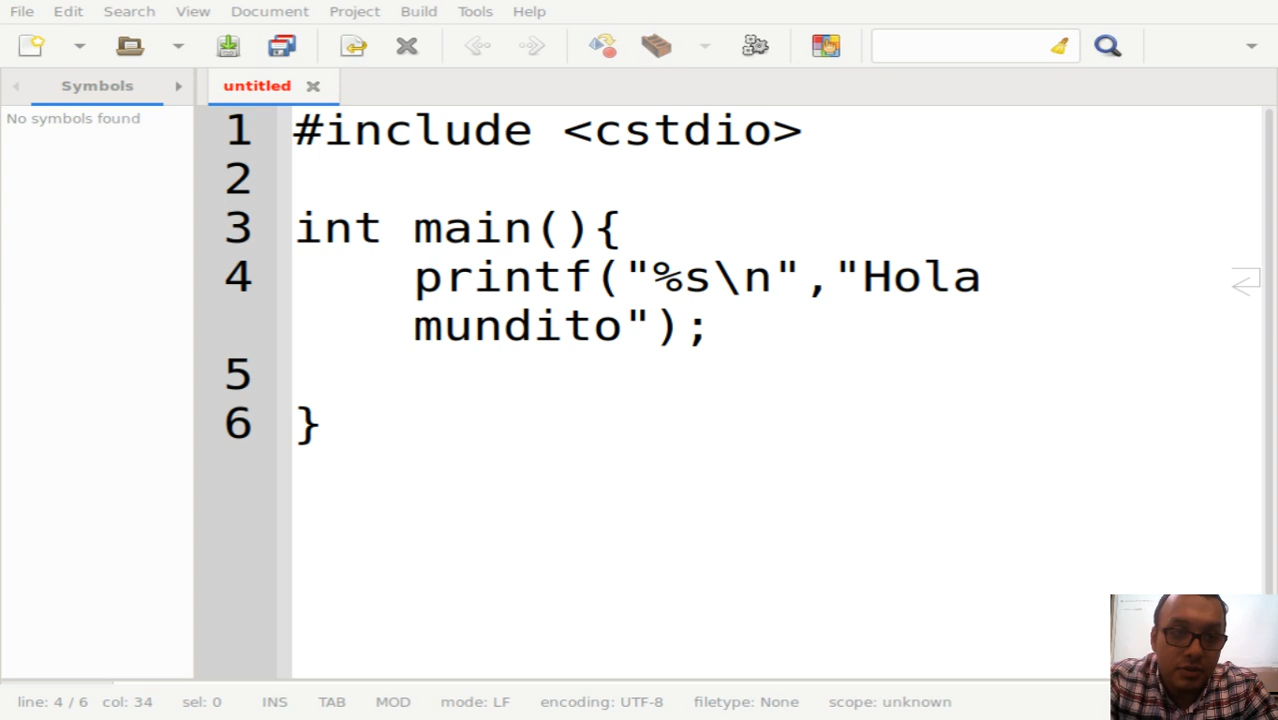 File Edit Search View Document Project Build Tools Help
Symbols untitled
No symbols found
1 #include <cstdio>
2
3 int main(){
4 printf("%s\n","Hola
mundito");
5
6 }
line: 4 / 6 col: 34 sel: 0 INS TAB MOD mode: LF encoding: UTF-8 filetype: None scope: unknown